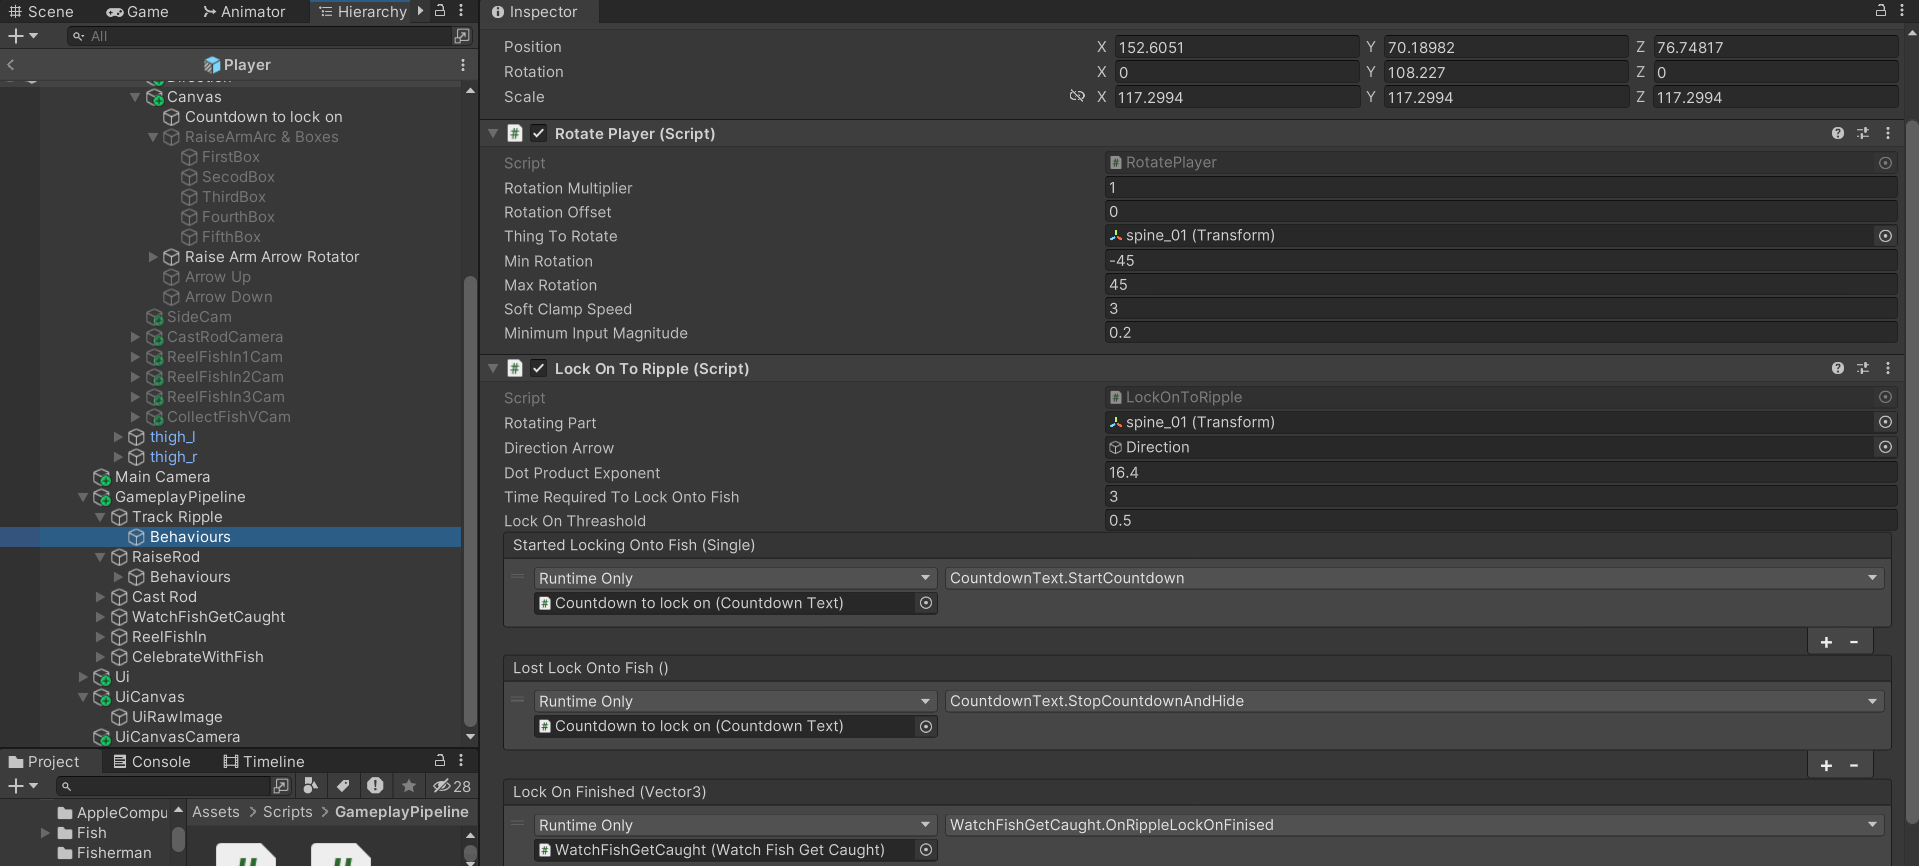 Scene
Game
Animator
Hierarchy
All
Player
Direction
Canvas
Countdown to lock on
RaiseArmArc & Boxes
FirstBox
SecodBox
ThirdBox
FourthBox
FifthBox
Raise Arm Arrow Rotator
Arrow Up
Arrow Down
SideCam
CastRodCamera
ReelFishIn1Cam
ReelFishIn2Cam
ReelFishIn3Cam
CollectFishVCam
thigh_l
thigh_r
Main Camera
GameplayPipeline
Track Ripple
Behaviours
RaiseRod
Behaviours
Cast Rod
WatchFishGetCaught
ReelFishIn
CelebrateWithFish
Ui
UiCanvas
UiRawImage
UiCanvasCamera
Project
Console
Timeline
28
AppleCompu
Fish
Fisherman
Assets > Scripts > GameplayPipeline
Inspector
Position X 152.6051 Y 70.18982 Z 76.74817
Rotation X 0 Y 108.227 Z 0
Scale X 117.2994 Y 117.2994 Z 117.2994
Rotate Player (Script)
Script RotatePlayer
Rotation Multiplier 1
Rotation Offset 0
Thing To Rotate spine_01 (Transform)
Min Rotation -45
Max Rotation 45
Soft Clamp Speed 3
Minimum Input Magnitude 0.2
Lock On To Ripple (Script)
Script LockOnToRipple
Rotating Part spine_01 (Transform)
Direction Arrow Direction
Dot Product Exponent 16.4
Time Required To Lock Onto Fish 3
Lock On Threashold 0.5
Started Locking Onto Fish (Single)
Runtime Only CountdownText.StartCountdown
Countdown to lock on (Countdown Text)
+ -
Lost Lock Onto Fish ()
Runtime Only CountdownText.StopCountdownAndHide
Countdown to lock on (Countdown Text)
+ -
Lock On Finished (Vector3)
Runtime Only WatchFishGetCaught.OnRippleLockOnFinised
WatchFishGetCaught (Watch Fish Get Caught)